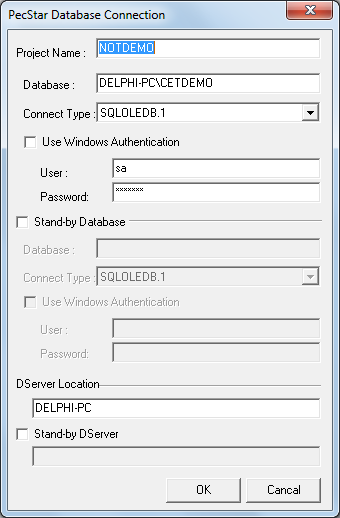 PecStar Database Connection
Project Name : NOTDEMO
Database : DELPHI-PC\CETDEMO
Connect Type : SQLOLEDB.1
Use Windows Authentication
User : sa
Password: *******
Stand-by Database
Database :
Connect Type : SQLOLEDB.1
Use Windows Authentication
User :
Password:
DServer Location
DELPHI-PC
Stand-by DServer
OK Cancal